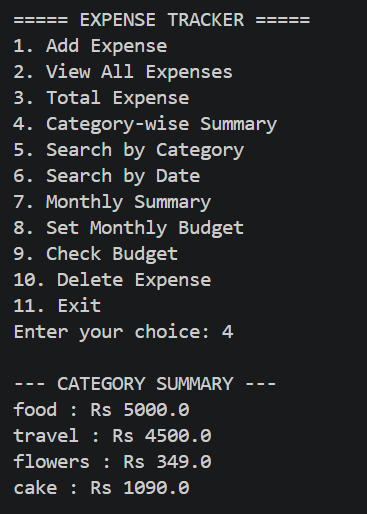 ===== EXPENSE TRACKER =====
1. Add Expense
2. View All Expenses
3. Total Expense
4. Category-wise Summary
5. Search by Category
6. Search by Date
7. Monthly Summary
8. Set Monthly Budget
9. Check Budget
10. Delete Expense
11. Exit
Enter your choice: 4

--- CATEGORY SUMMARY ---
food : Rs 5000.0
travel : Rs 4500.0
flowers : Rs 349.0
cake : Rs 1090.0